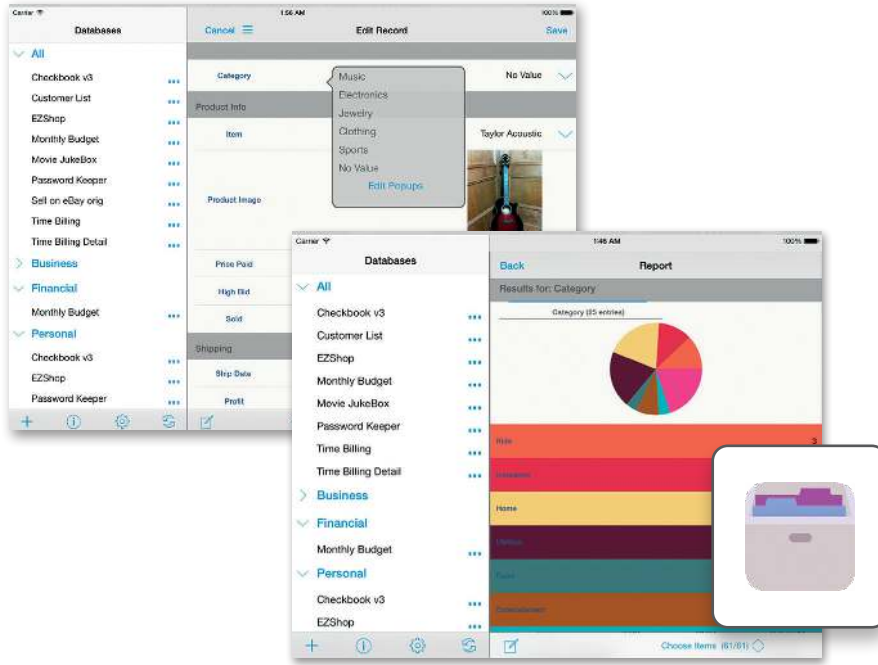 Carrier 1:56 AM 100%
Databases
Cancel Edit Record Save
All
Checkbook v3
Customer List
EZShop
Monthly Budget
Movie JukeBox
Password Keeper
Sell on eBay orig
Time Billing
Time Billing Detail
Business
Financial
Monthly Budget
Personal
Checkbook v3
EZShop
Password Keeper
Category No Value
Music
Electronics
Jewelry
Clothing
Sports
No Value
Edit Popups
Product Info
Item Taylor Acoustic
Product Image
Price Paid
High Bid
Sold
Shipping
Ship Date
Profit
Carrier 1:46 AM 100%
Databases
Back Report
All
Checkbook v3
Customer List
EZShop
Monthly Budget
Movie JukeBox
Password Keeper
Time Billing
Time Billing Detail
Business
Financial
Monthly Budget
Personal
Checkbook v3
EZShop
Results for: Category
Category (25 entries)
3
Home
Choose Items (61/61)